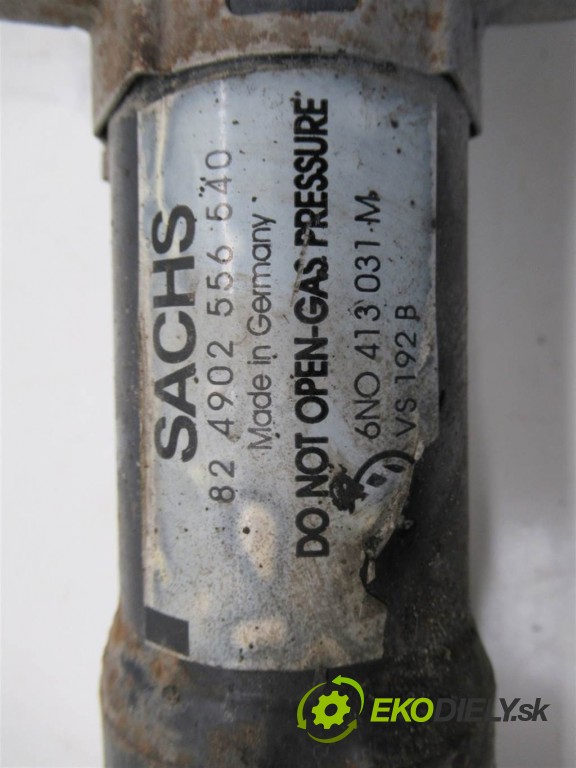 SACHS
82 4902 556 540
Made in Germany
DO NOT OPEN-GAS PRESSURE
6N0 413 031 M
VS 192 B
EKODIELY.sk